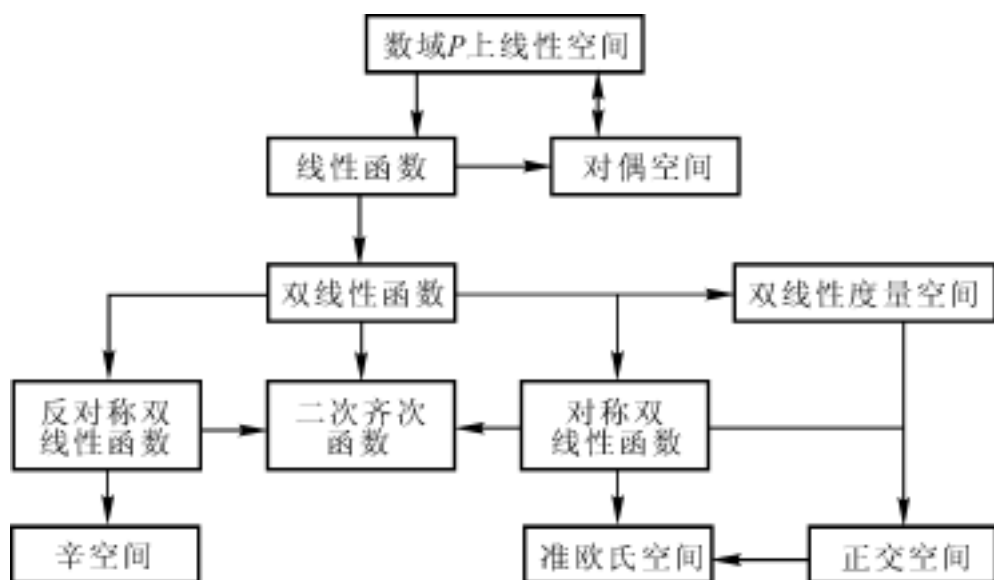 数域P上线性空间
线性函数
对偶空间
双线性函数
双线性度量空间
反对称双
线性函数
二次齐次
函数
对称双
线性函数
辛空间
准欧氏空间
正交空间